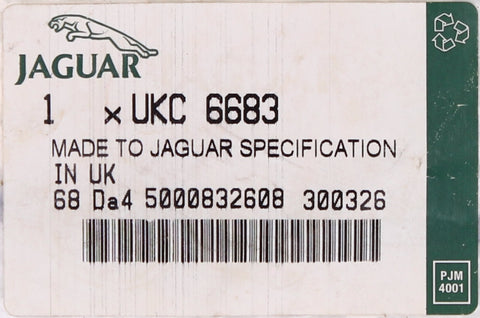 JAGUAR
1 x UKC 6683
MADE TO JAGUAR SPECIFICATION
IN UK
68 Da4 5000832608 300326
PJM
4001